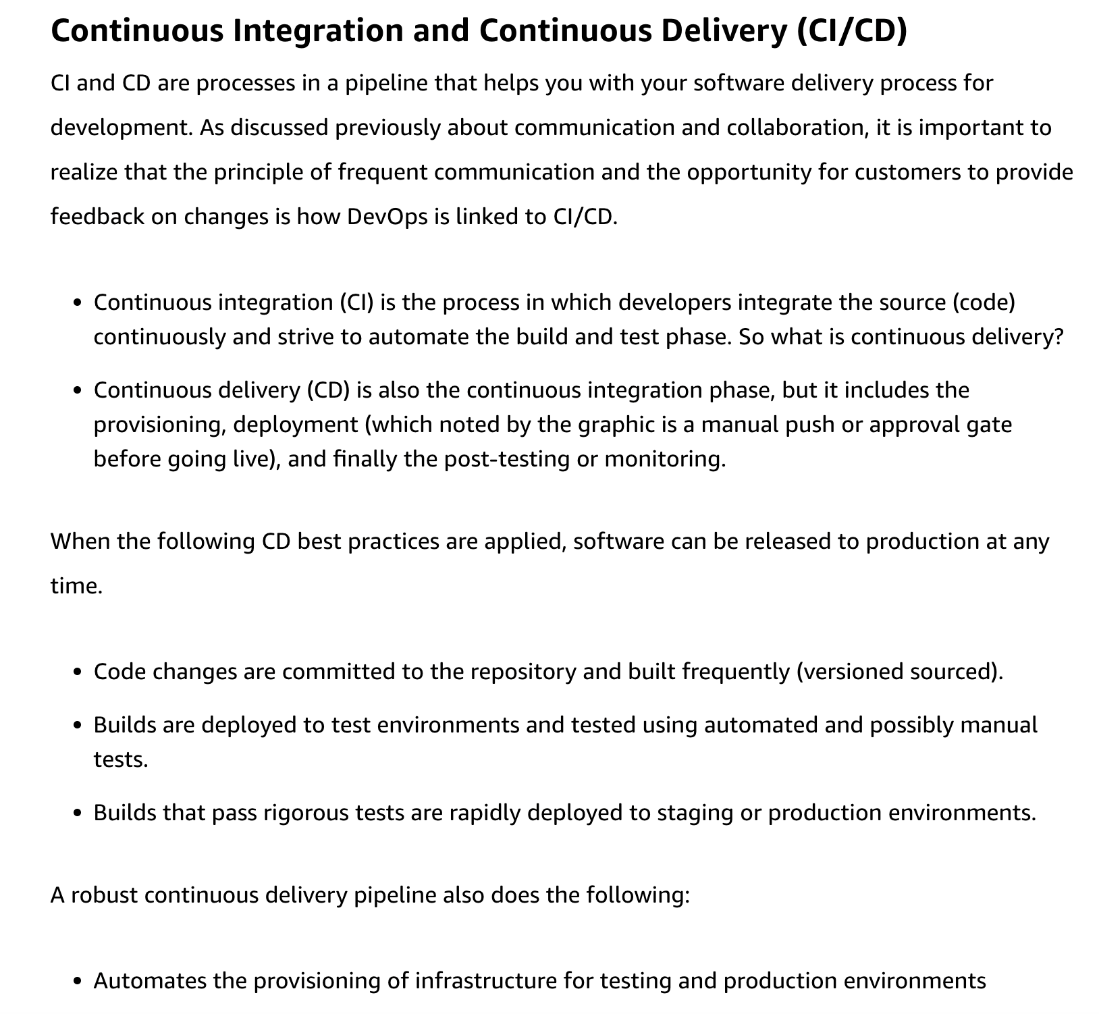 Continuous Integration and Continuous Delivery (CI/CD)
CI and CD are processes in a pipeline that helps you with your software delivery process for
development. As discussed previously about communication and collaboration, it is important to
realize that the principle of frequent communication and the opportunity for customers to provide
feedback on changes is how DevOps is linked to CI/CD.
• Continuous integration (CI) is the process in which developers integrate the source (code)
continuously and strive to automate the build and test phase. So what is continuous delivery?
• Continuous delivery (CD) is also the continuous integration phase, but it includes the
provisioning, deployment (which noted by the graphic is a manual push or approval gate
before going live), and finally the post-testing or monitoring.
When the following CD best practices are applied, software can be released to production at any
time.
• Code changes are committed to the repository and built frequently (versioned sourced).
• Builds are deployed to test environments and tested using automated and possibly manual
tests.
• Builds that pass rigorous tests are rapidly deployed to staging or production environments.
A robust continuous delivery pipeline also does the following:
• Automates the provisioning of infrastructure for testing and production environments